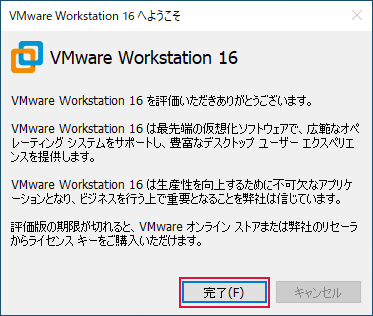 VMware Workstation 16 へようこそ
VMware Workstation 16
VMware Workstation 16 を評価いただきありがとうございます。
VMware Workstation 16 は最先端の仮想化ソフトウェアで、広範なオペ
レーティング システムをサポートし、豊富なデスクトップ ユーザー エクスペリエ
ンスを提供します。
VMware Workstation 16 は生産性を向上するために不可欠なアプリケ
ーションとなり、ビジネスを行う上で重要となることを弊社は信じています。
評価版の期限が切れると、VMware オンライン ストアまたは弊社のリセーラ
からライセンス キーをご購入いただけます。
完了(F)
キャンセル